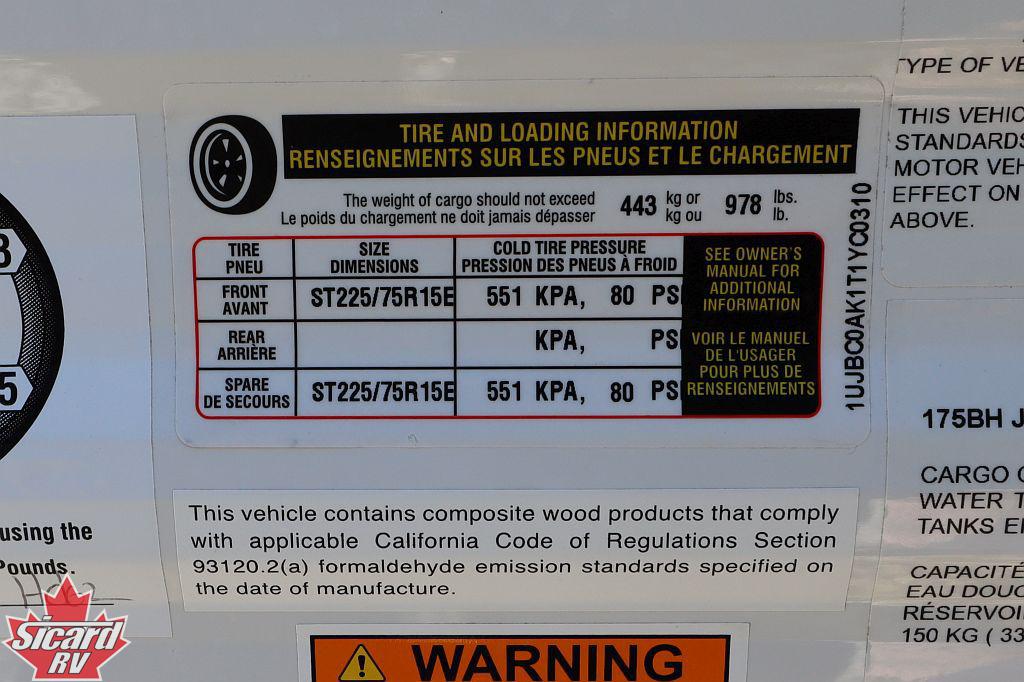 TIRE AND LOADING INFORMATION
RENSEIGNEMENTS SUR LES PNEUS ET LE CHARGEMENT
The weight of cargo should not exceed 443 kg or 978 lbs.
Le poids du chargement ne doit jamais dépasser kg ou lb.
TIRE SIZE COLD TIRE PRESSURE
PNEU DIMENSIONS PRESSION DES PNEUS À FROID
FRONT
AVANT
ST225/75R15E 551 KPA, 80 PSI
REAR
ARRIÈRE
KPA, PSI
SPARE
DE SECOURS
ST225/75R15E 551 KPA, 80 PSI
SEE OWNER'S
MANUAL FOR
ADDITIONAL
INFORMATION
VOIR LE MANUEL
DE L'USAGER
POUR PLUS DE
RENSEIGNEMENTS
1UJBC0AK1T1YC0310
This vehicle contains composite wood products that comply
with applicable California Code of Regulations Section
93120.2(a) formaldehyde emission standards specified on
the date of manufacture.
WARNING
TYPE OF VE
THIS VEHIC
STANDARDS
MOTOR VEH
EFFECT ON
ABOVE.
175BH J
CARGO C
WATER T
TANKS E
CAPACITÉ
EAU DOUC
RÉSERVOI
150 KG ( 33
3
5
using the
Pounds.
Sicard
RV